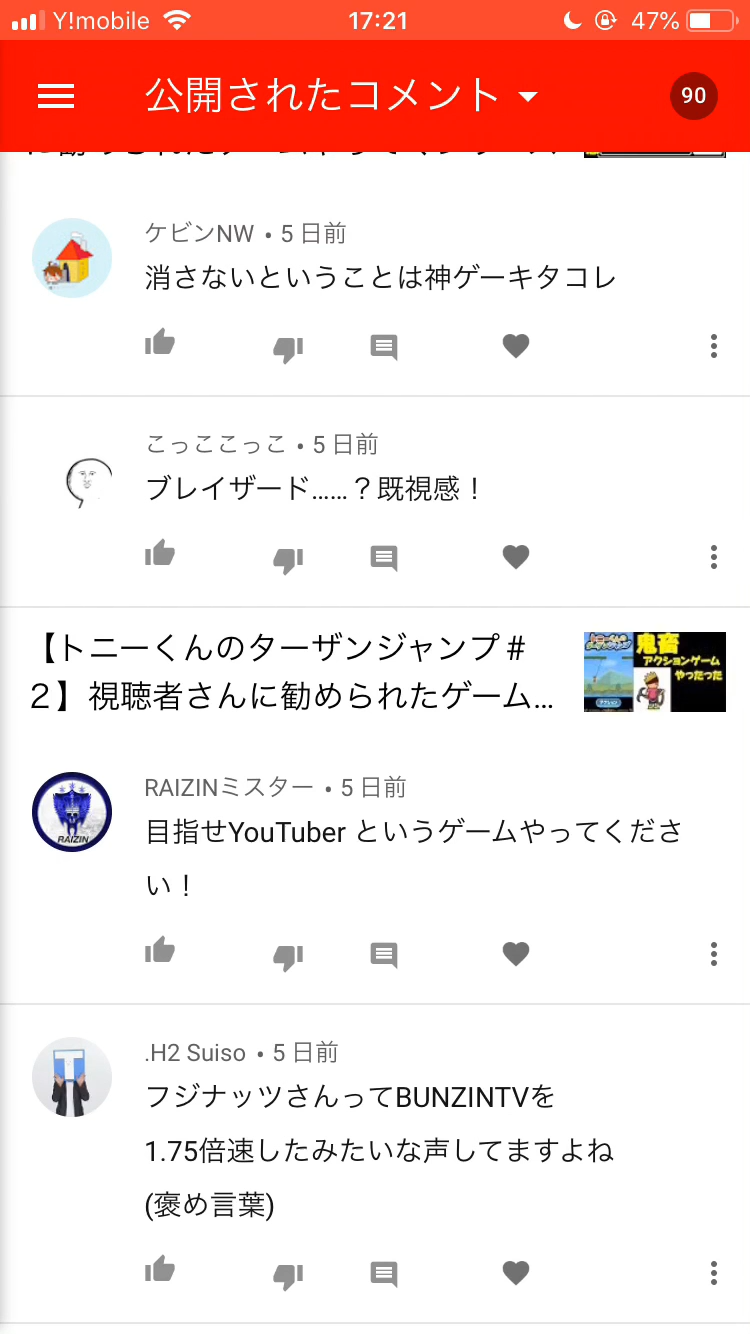 Y!mobile 17:21 47%
公開されたコメント 90
ケビンNW • 5 日前
消さないということは神ゲーキタコレ
こっここっこ • 5 日前
ブレイザード……？既視感！
【トニーくんのターザンジャンプ＃
２】視聴者さんに勧められたゲーム...
鬼畜
アクションゲーム
やったった
RAIZINミスター • 5 日前
RAIZIN
目指せYouTuber というゲームやってくださ
い！
.H2 Suiso • 5 日前
T
フジナッツさんってBUNZINTVを
1.75倍速したみたいな声してますよね
(褒め言葉)